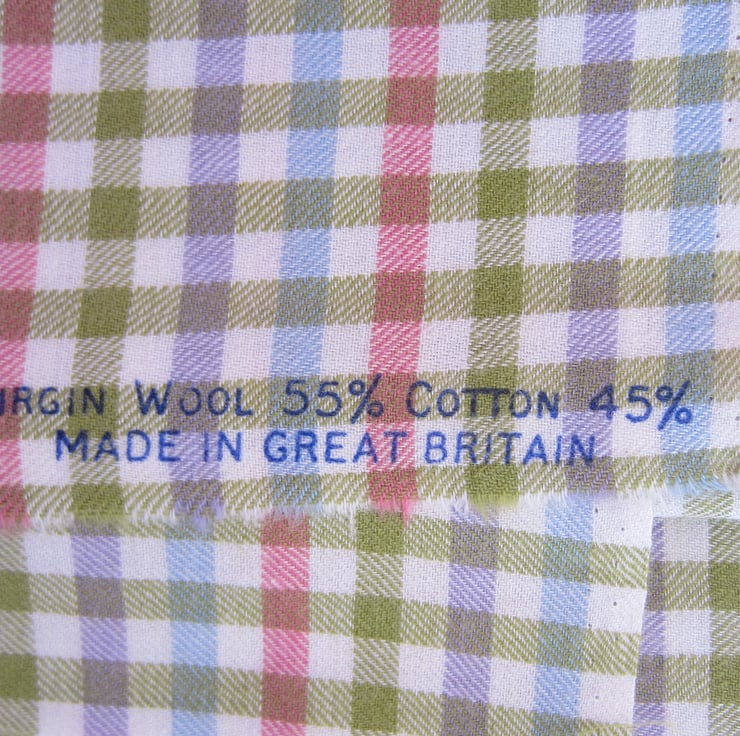 IRGIN WOOL 55% COTTON 45%
MADE IN GREAT BRITAIN